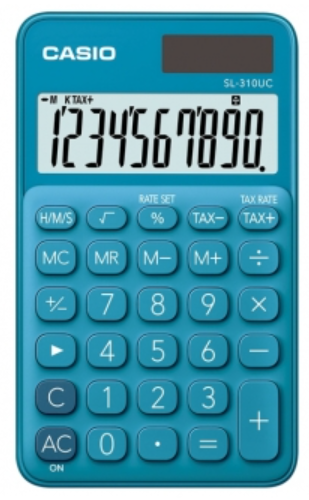 CASIO
SL-310UC
-M K TAX+ ÷
1'234'567'890.
RATE SET TAX RATE
H/M/S √ % TAX− TAX+
MC MR M− M+ ÷
+/− 7 8 9 ×
▶ 4 5 6 −
C 1 2 3
+
AC 0 · =
ON